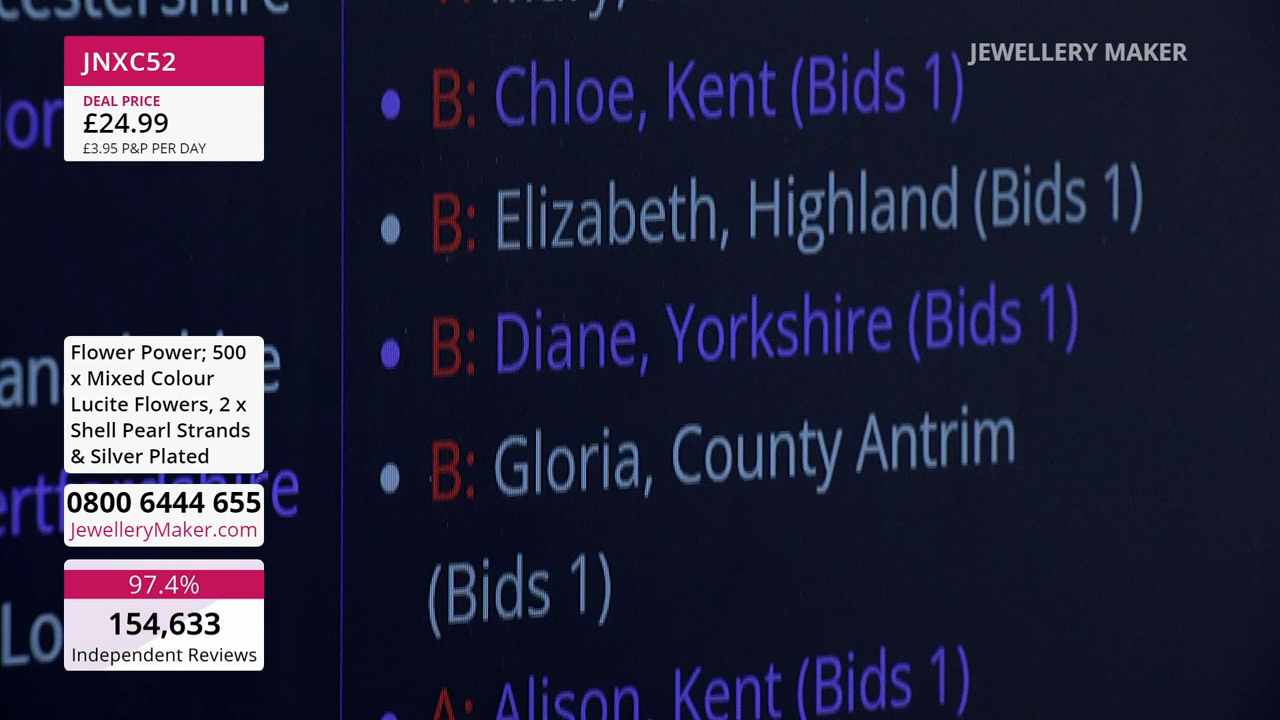 JNXC52
DEAL PRICE
£24.99
£3.95 P&P PER DAY
Flower Power; 500
x Mixed Colour
Lucite Flowers, 2 x
Shell Pearl Strands
& Silver Plated
0800 6444 655
JewelleryMaker.com
97.4%
154,633
Independent Reviews
JEWELLERY MAKER
• B: Chloe, Kent (Bids 1)
• B: Elizabeth, Highland (Bids 1)
• B: Diane, Yorkshire (Bids 1)
• B: Gloria, County Antrim
(Bids 1)
• A: Alison, Kent (Bids 1)